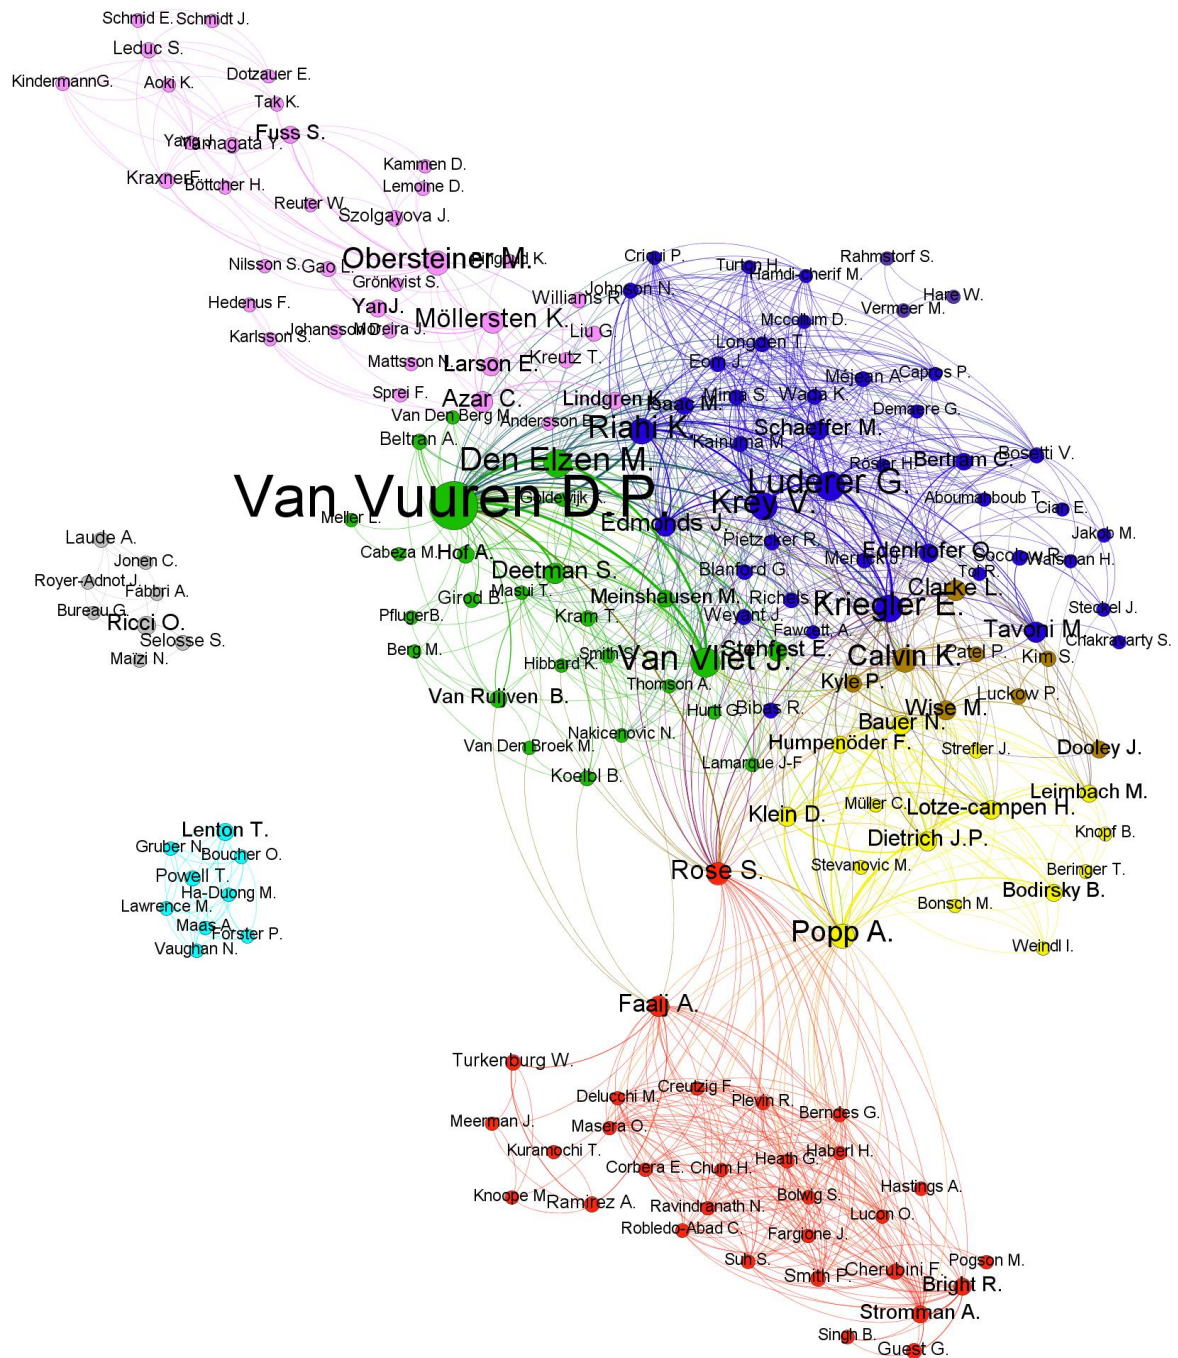 Schmid E.
Schmidt J.
Leduc S.
KindermannG.
Aoki K.
Dotzauer E.
Tak K.
Fuss S.
Yang J.
Yamagata Y.
KraxnerF.
Böttcher H.
Kammen D.
Lemoine D.
Reuter W.
Szolgayova J.
Obersteiner M.
Nilsson S.
Gao L.
Grönkvist S.
Hedenus F.
YanJ.
Williams R.
Möllersten K.
Karlsson S.
Johansson D.
Moreira J.
Liu G.
Mattsson N.
Larson E.
Kreutz T.
Sprei F.
Azar C.
Lindgren K.
Andersson E.
Criqui P.
Turton H.
Hamdi-cherif M.
Rahmstorf S.
Johnson N.
Hare W.
Vermeer M.
Mccollum D.
Longden T.
Eom J.
Méjean A.
Capros P.
Isaac M.
Mima S.
Wada K.
Demaere G.
Riahi K.
Kainuma M.
Schaeffer M.
Rösler H.
Bertram C.
Bosetti V.
Van Den Berg M.
Beltran A.
Den Elzen M.
Van Vuuren D.P.
Goldewijk K.
Krey V.
Luderer G.
Aboumahboub T.
Cian E.
Meller L.
Edmonds J.
Pietzcker R.
Jakob M.
Cabeza M.
Hof A.
Deetman S.
Blanford G.
Merrick J.
Edenhofer O.
Socolow R.
Waisman H.
Tol R.
Girod B.
Masui T.
Meinshausen M.
Richels R.
Clarke L.
PflugerB.
Kram T.
Weyant J.
Kriegler E.
Steckel J.
Fawcett, A.
Tavoni M.
Chakravarty S.
Berg M.
Hibbard K.
Smith S.
Van Vliet J.
Stehfest E.
Calvin K.
Patel P.
Kim S.
Thomson A.
Kyle P.
Van Ruijven B.
Luckow P.
Hurtt G.
Bibas R.
Wise M.
Bauer N.
Nakicenovic N.
Van Den Broek M.
Humpenöder F.
Strefler J.
Dooley J.
Lamarque J-F
Koelbl B.
Leimbach M.
Klein D.
Müller C.
Lotze-campen H.
Knopf B.
Dietrich J.P.
Stevanovic M.
Beringer T.
Rose S.
Bodirsky B.
Bonsch M.
Popp A.
Weindl I.
Laude A.
Jonen C.
Royer-Adnot J.
Fabbri A.
Bureau G.
Ricci O.
Selosse S.
Maïzi N.
Lenton T.
Gruber N.
Boucher O.
Powell T.
Ha-Duong M.
Lawrence M.
Maas A.
Forster P.
Vaughan N.
Faaij A.
Turkenburg W.
Creutzig F.
Delucchi M.
Plevin R.
Berndes G.
Meerman J.
Masera O.
Kuramochi T.
Haberl H.
Heath G.
Corbera E.
Chum H.
Hastings A.
Knoope M.
Ramirez A.
Bolwig S.
Ravindranath N.
Lucon O.
Robledo-Abad C.
Fargione J.
Suh S.
Smith P.
Cherubini F.
Pogson M.
Bright R.
Stromman A.
Singh B.
Guest G.